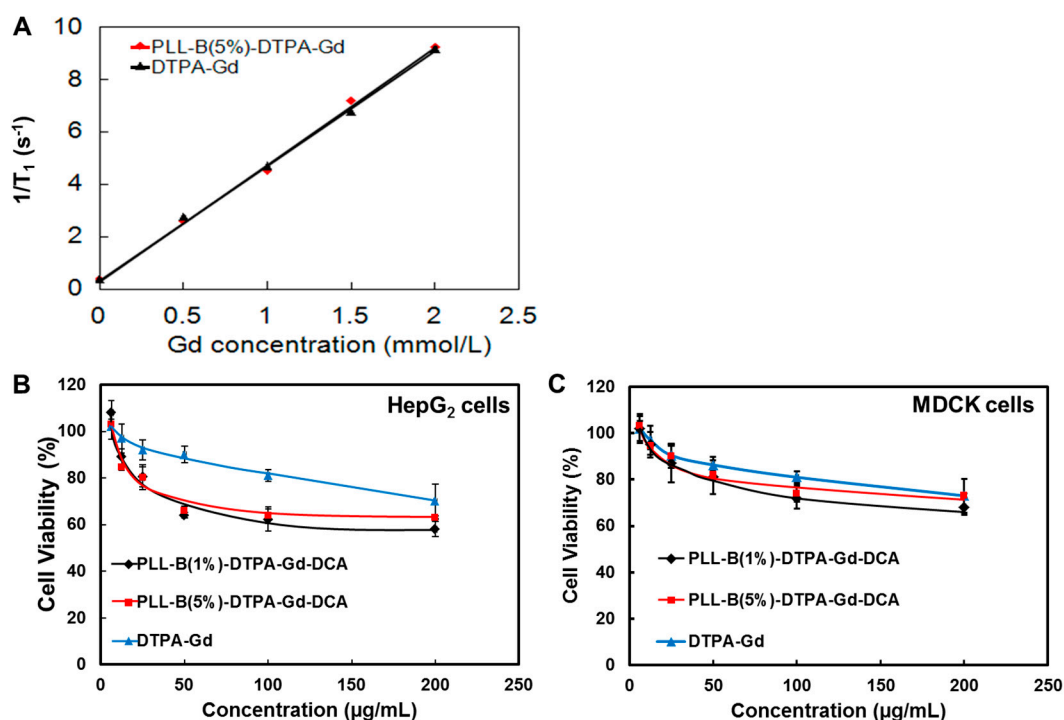 A
10
PLL-B(5%)-DTPA-Gd
DTPA-Gd
8
6
4
2
0
1/T₁ (s⁻¹)
0 0.5 1 1.5 2 2.5
Gd concentration (mmol/L)
B
HepG₂ cells
120
100
80
60
40
20
0
Cell Viability (%)
PLL-B(1%)-DTPA-Gd-DCA
PLL-B(5%)-DTPA-Gd-DCA
DTPA-Gd
0 50 100 150 200 250
Concentration (µg/mL)
C
MDCK cells
120
100
80
60
40
20
0
Cell Viability (%)
PLL-B(1%)-DTPA-Gd-DCA
PLL-B(5%)-DTPA-Gd-DCA
DTPA-Gd
0 50 100 150 200 250
Concentration (µg/mL)